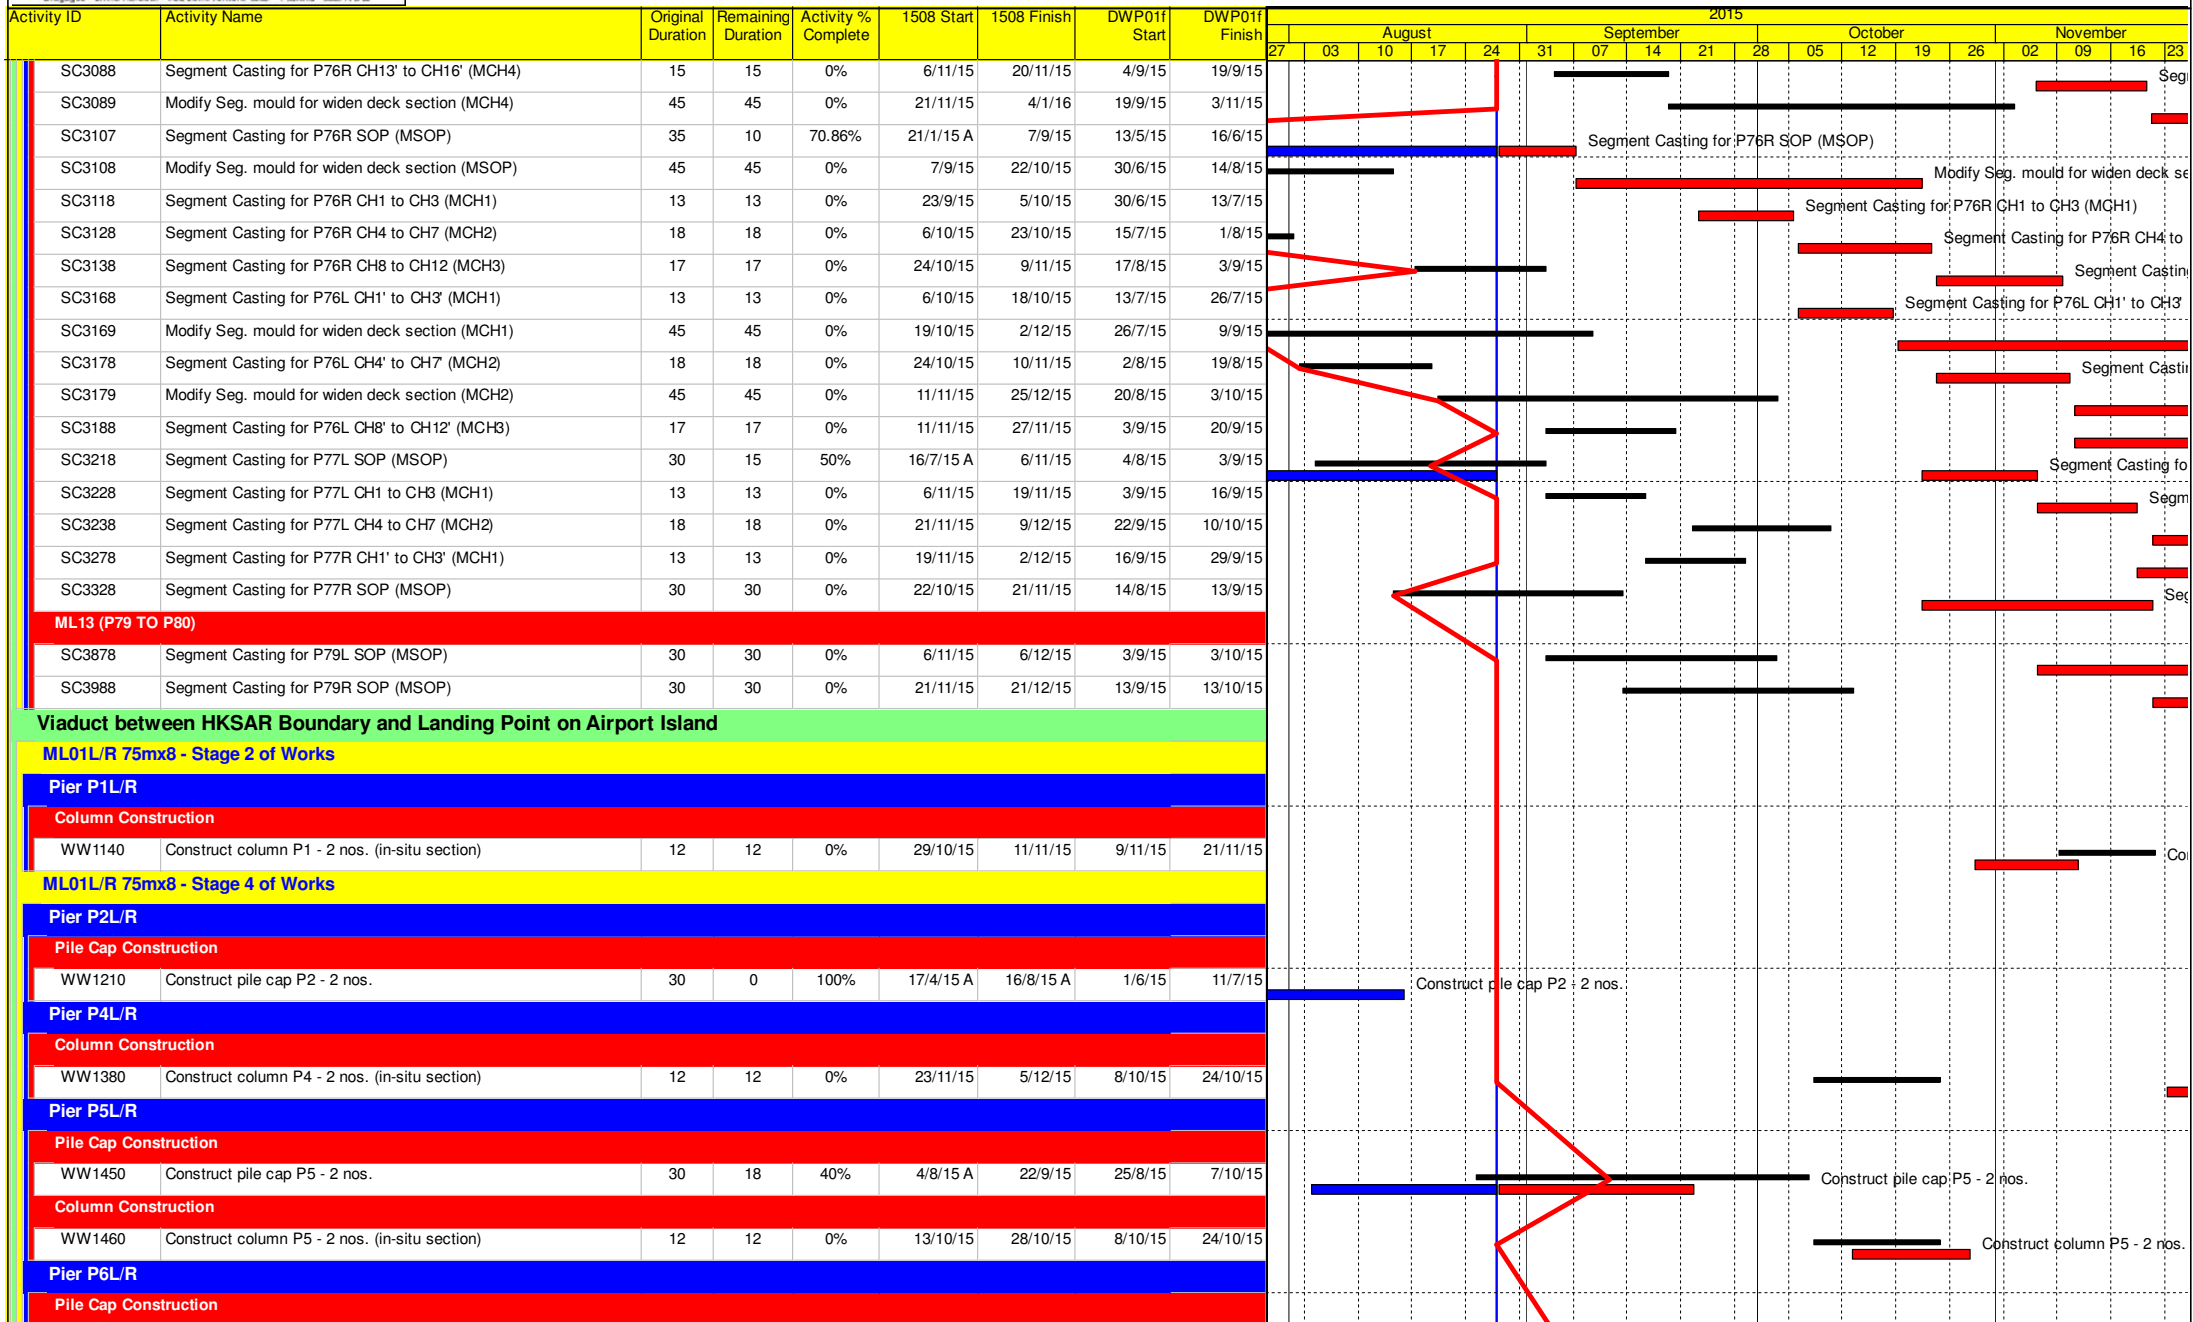 Activity ID Activity Name Original Duration Remaining Duration Activity % Complete 1508 Start 1508 Finish DWP01f Start DWP01f Finish
2015
August September October November
27 03 10 17 24 31 07 14 21 28 05 12 19 26 02 09 16 23
SC3088 Segment Casting for P76R CH13' to CH16' (MCH4) 15 15 0% 6/11/15 20/11/15 4/9/15 19/9/15 Seg
SC3089 Modify Seg. mould for widen deck section (MCH4) 45 45 0% 21/11/15 4/1/16 19/9/15 3/11/15
SC3107 Segment Casting for P76R SOP (MSOP) 35 10 70.86% 21/1/15 A 7/9/15 13/5/15 16/6/15 Segment Casting for P76R SOP (MSOP)
SC3108 Modify Seg. mould for widen deck section (MSOP) 45 45 0% 7/9/15 22/10/15 30/6/15 14/8/15 Modify Seg. mould for widen deck se
SC3118 Segment Casting for P76R CH1 to CH3 (MCH1) 13 13 0% 23/9/15 5/10/15 30/6/15 13/7/15 Segment Casting for P76R CH1 to CH3 (MCH1)
SC3128 Segment Casting for P76R CH4 to CH7 (MCH2) 18 18 0% 6/10/15 23/10/15 15/7/15 1/8/15 Segment Casting for P76R CH4 to
SC3138 Segment Casting for P76R CH8 to CH12 (MCH3) 17 17 0% 24/10/15 9/11/15 17/8/15 3/9/15 Segment Casting
SC3168 Segment Casting for P76L CH1' to CH3' (MCH1) 13 13 0% 6/10/15 18/10/15 13/7/15 26/7/15 Segment Casting for P76L CH1' to CH3'
SC3169 Modify Seg. mould for widen deck section (MCH1) 45 45 0% 19/10/15 2/12/15 26/7/15 9/9/15
SC3178 Segment Casting for P76L CH4' to CH7' (MCH2) 18 18 0% 24/10/15 10/11/15 2/8/15 19/8/15 Segment Casti
SC3179 Modify Seg. mould for widen deck section (MCH2) 45 45 0% 11/11/15 25/12/15 20/8/15 3/10/15
SC3188 Segment Casting for P76L CH8' to CH12' (MCH3) 17 17 0% 11/11/15 27/11/15 3/9/15 20/9/15
SC3218 Segment Casting for P77L SOP (MSOP) 30 15 50% 16/7/15 A 6/11/15 4/8/15 3/9/15 Segment Casting fo
SC3228 Segment Casting for P77L CH1 to CH3 (MCH1) 13 13 0% 6/11/15 19/11/15 3/9/15 16/9/15 Segm
SC3238 Segment Casting for P77L CH4 to CH7 (MCH2) 18 18 0% 21/11/15 9/12/15 22/9/15 10/10/15
SC3278 Segment Casting for P77R CH1' to CH3' (MCH1) 13 13 0% 19/11/15 2/12/15 16/9/15 29/9/15
SC3328 Segment Casting for P77R SOP (MSOP) 30 30 0% 22/10/15 21/11/15 14/8/15 13/9/15 Seg
ML13 (P79 TO P80)
SC3878 Segment Casting for P79L SOP (MSOP) 30 30 0% 6/11/15 6/12/15 3/9/15 3/10/15
SC3988 Segment Casting for P79R SOP (MSOP) 30 30 0% 21/11/15 21/12/15 13/9/15 13/10/15
Viaduct between HKSAR Boundary and Landing Point on Airport Island
ML01L/R 75mx8 - Stage 2 of Works
Pier P1L/R
Column Construction
WW1140 Construct column P1 - 2 nos. (in-situ section) 12 12 0% 29/10/15 11/11/15 9/11/15 21/11/15 Co
ML01L/R 75mx8 - Stage 4 of Works
Pier P2L/R
Pile Cap Construction
WW1210 Construct pile cap P2 - 2 nos. 30 0 100% 17/4/15 A 16/8/15 A 1/6/15 11/7/15 Construct pile cap P2 - 2 nos.
Pier P4L/R
Column Construction
WW1380 Construct column P4 - 2 nos. (in-situ section) 12 12 0% 23/11/15 5/12/15 8/10/15 24/10/15
Pier P5L/R
Pile Cap Construction
WW1450 Construct pile cap P5 - 2 nos. 30 18 40% 4/8/15 A 22/9/15 25/8/15 7/10/15 Construct pile cap P5 - 2 nos.
Column Construction
WW1460 Construct column P5 - 2 nos. (in-situ section) 12 12 0% 13/10/15 28/10/15 8/10/15 24/10/15 Construct column P5 - 2 nos.
Pier P6L/R
Pile Cap Construction